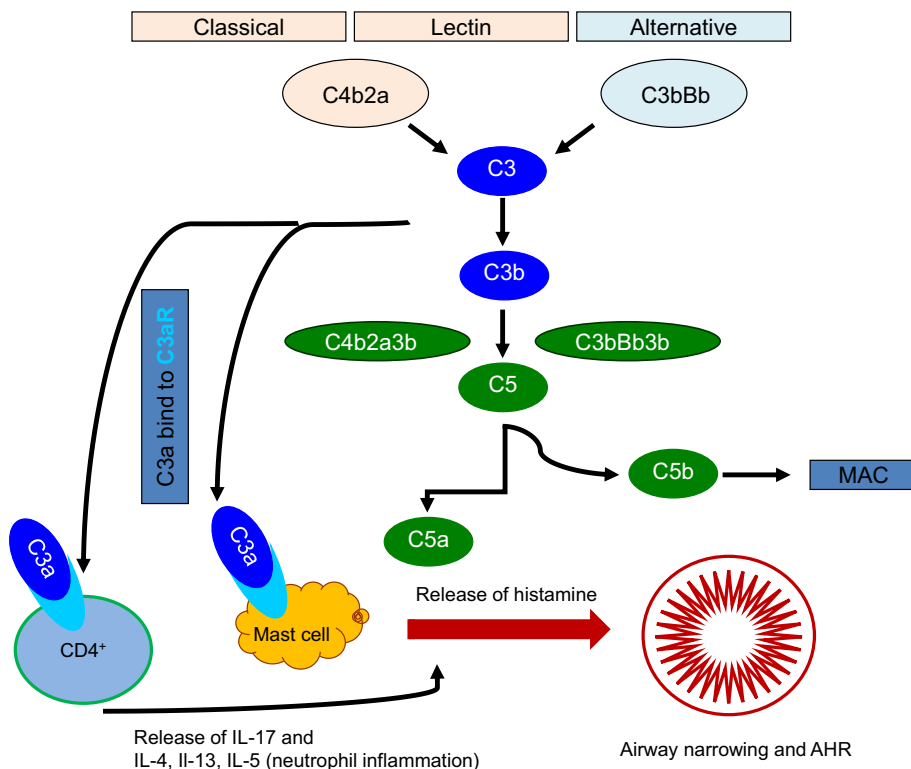 Classical
Lectin
Alternative
C4b2a
C3bBb
C3
C3b
C4b2a3b
C3bBb3b
C5
C3a bind to C3aR
C5b
MAC
C5a
C3a
C3a
Release of histamine
CD4⁺
Mast cell
Release of IL-17 and
IL-4, Il-13, IL-5 (neutrophil inflammation)
Airway narrowing and AHR